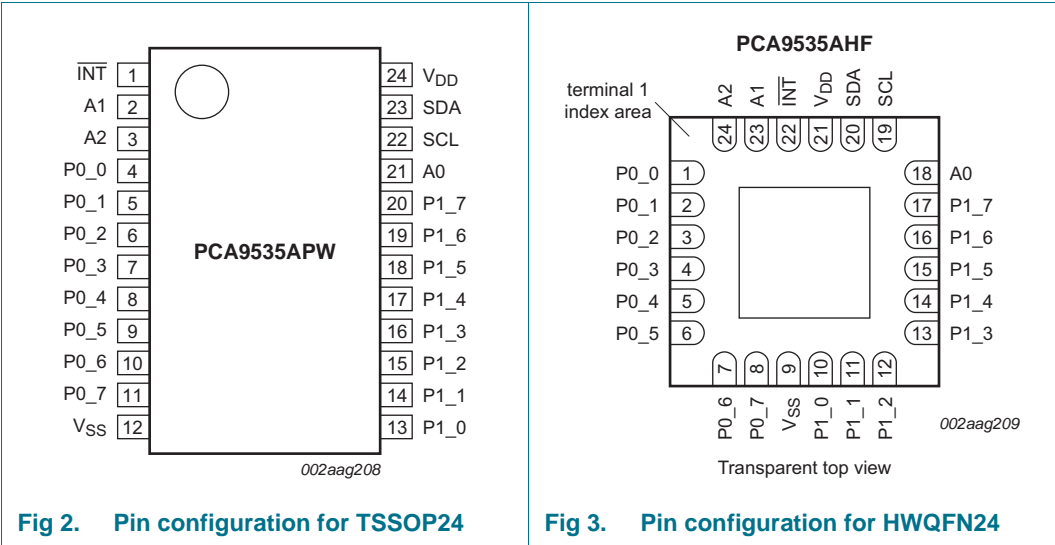 INT 1
A1 2
A2 3
P0_0 4
P0_1 5
P0_2 6
P0_3 7
P0_4 8
P0_5 9
P0_6 10
P0_7 11
VSS 12
PCA9535APW
24 VDD
23 SDA
22 SCL
21 A0
20 P1_7
19 P1_6
18 P1_5
17 P1_4
16 P1_3
15 P1_2
14 P1_1
13 P1_0
002aag208
Fig 2. Pin configuration for TSSOP24
PCA9535AHF
terminal 1
index area
A2 A1 INT VDD SDA SCL
24 23 22 21 20 19
P0_0 1
P0_1 2
P0_2 3
P0_3 4
P0_4 5
P0_5 6
18 A0
17 P1_7
16 P1_6
15 P1_5
14 P1_4
13 P1_3
7 8 9 10 11 12
P0_6 P0_7 VSS P1_0 P1_1 P1_2
002aag209
Transparent top view
Fig 3. Pin configuration for HWQFN24